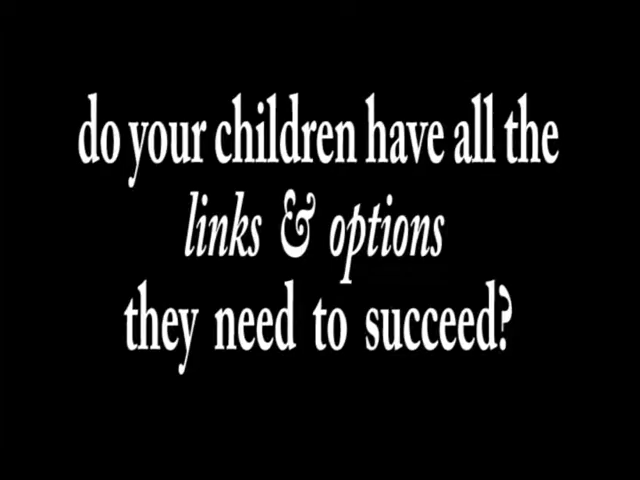 do your children have all the
links & options
they need to succeed?